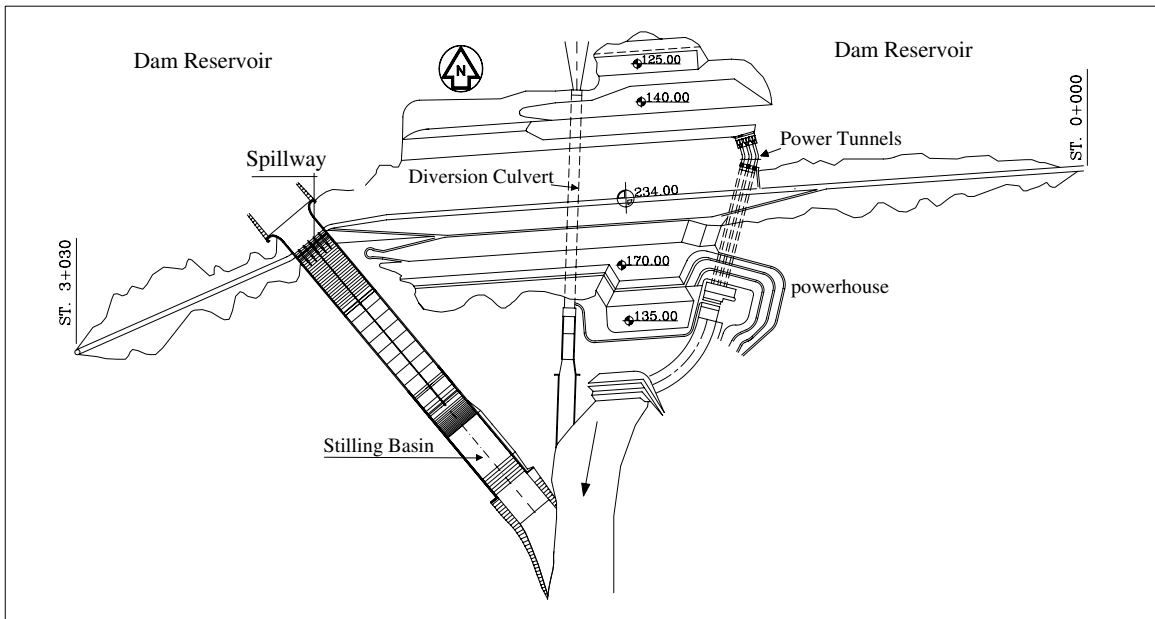 Dam Reservoir
Dam Reservoir
N
125.00
140.00
ST. 0+000
Power Tunnels
Spillway
Diversion Culvert
234.00
ST. 3+030
170.00
powerhouse
135.00
Stilling Basin